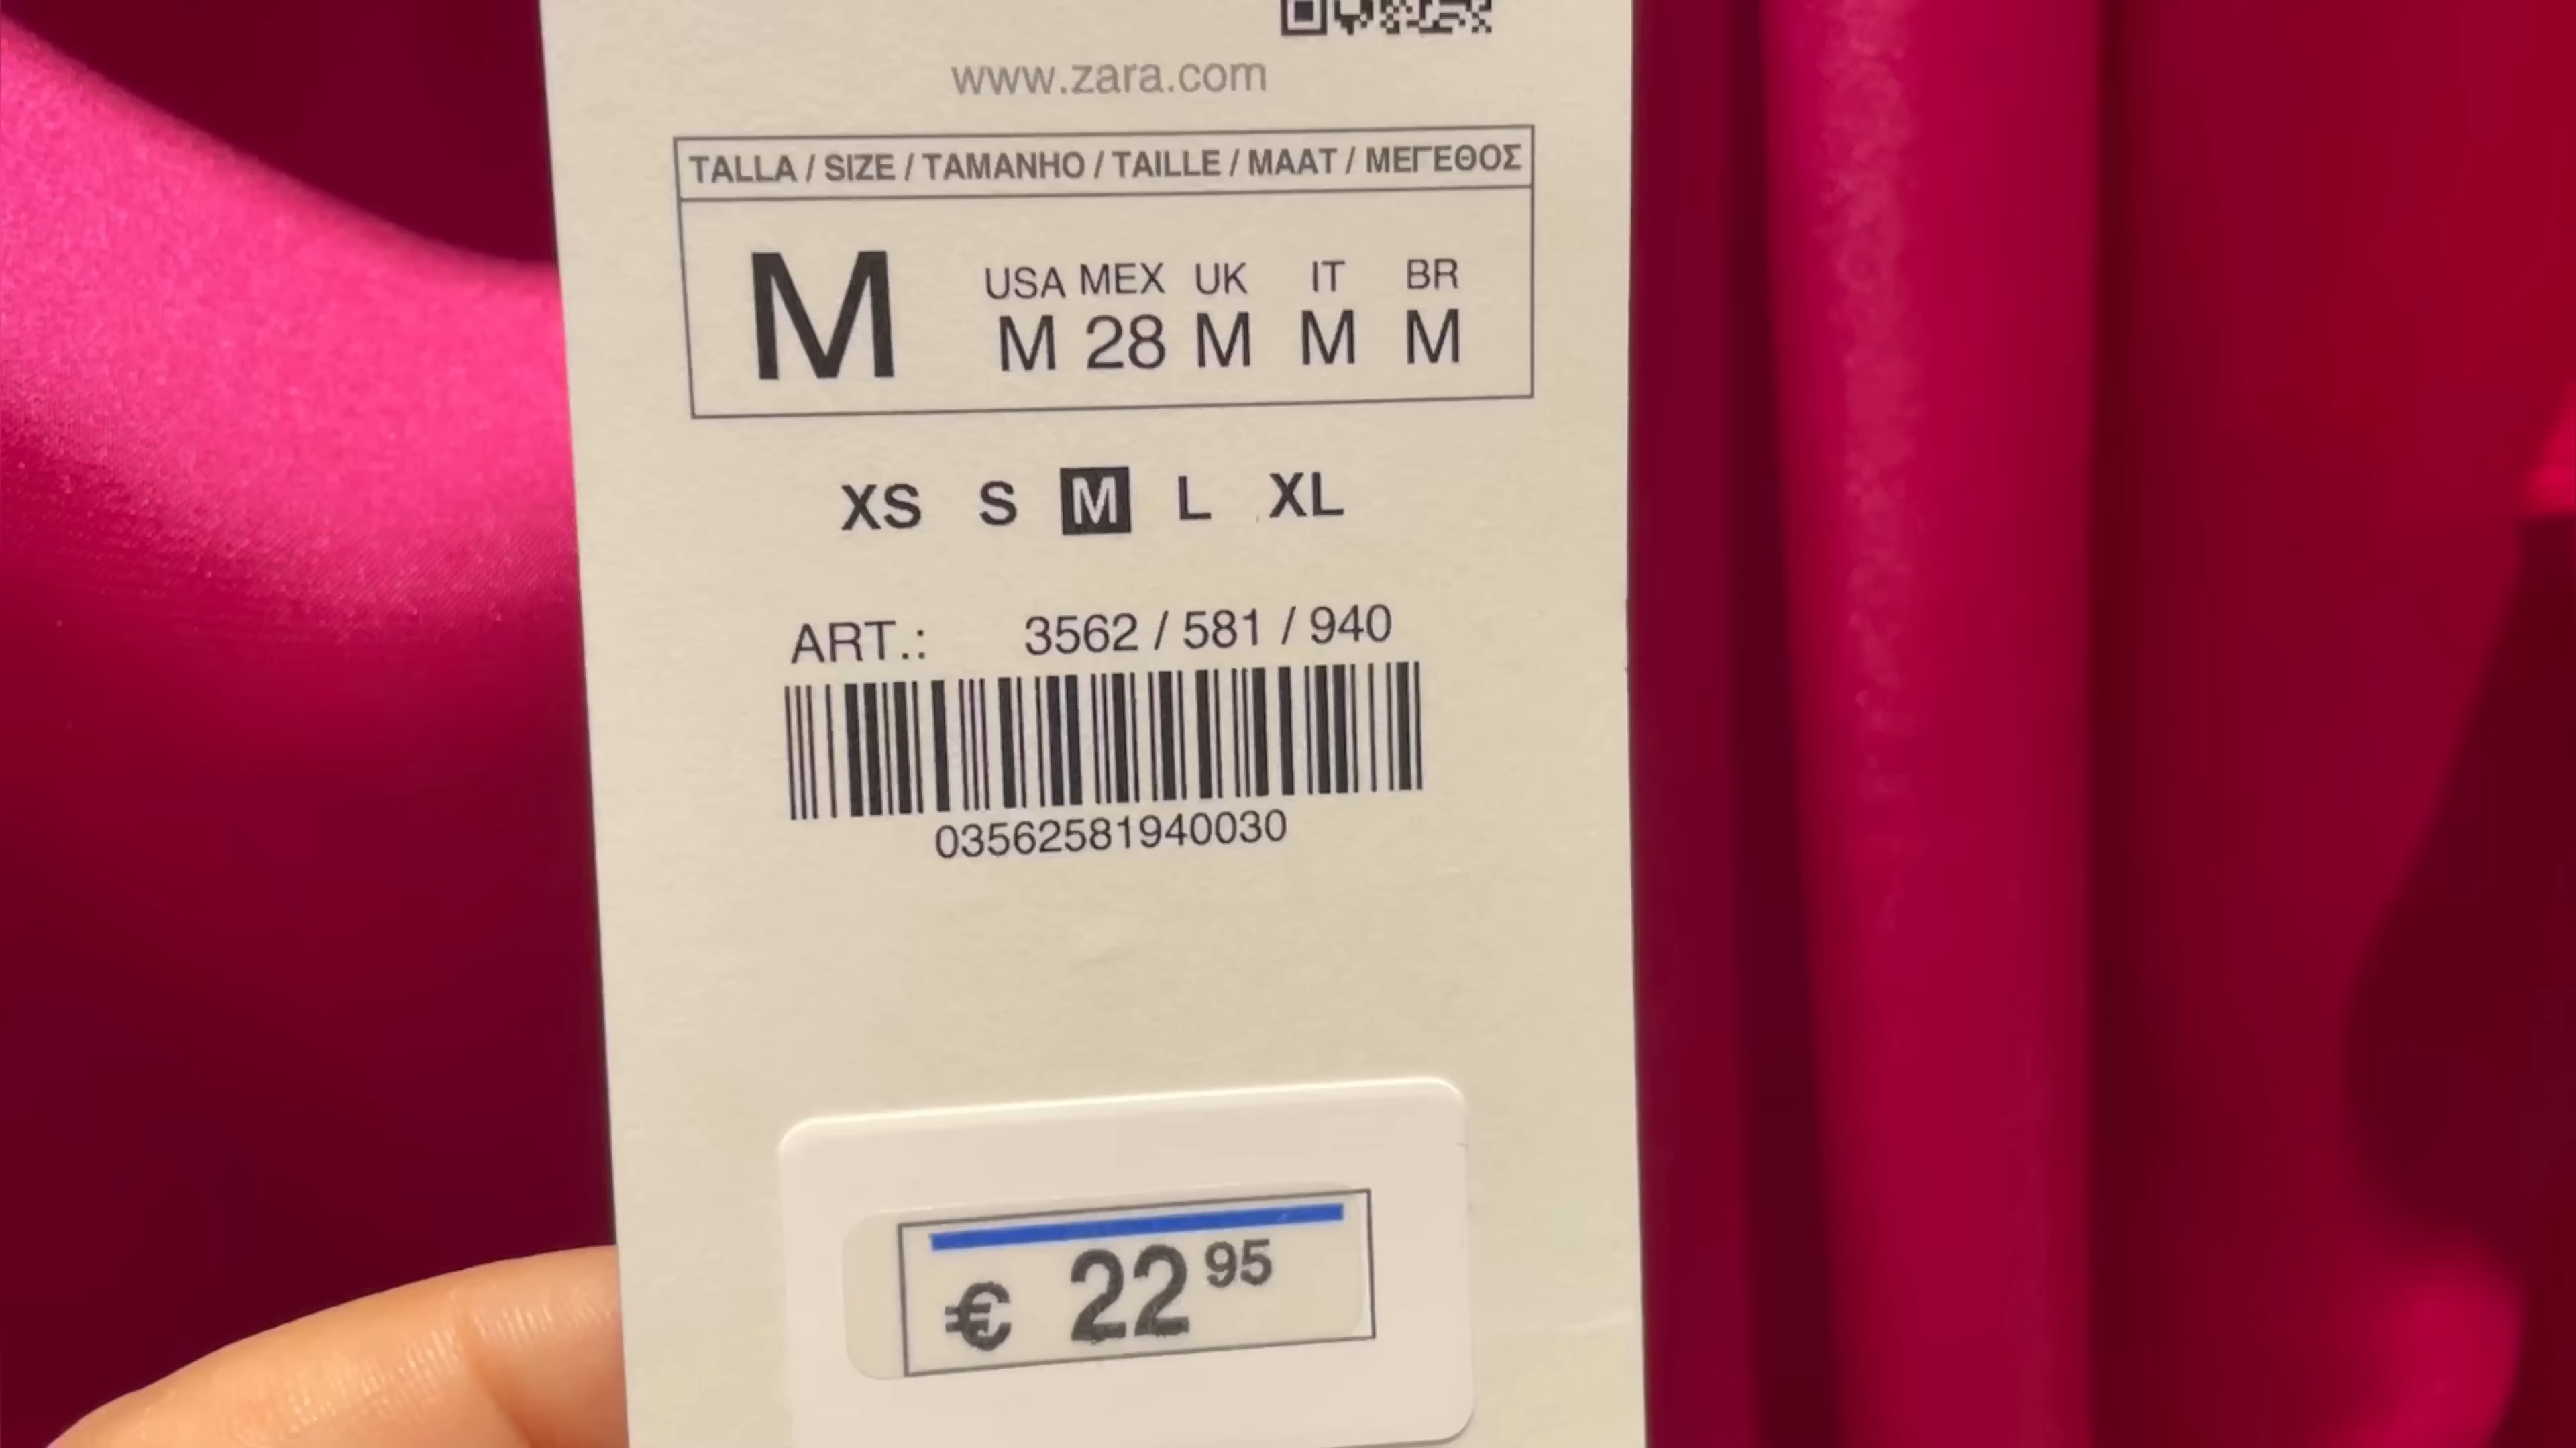 www.zara.com
TALLA / SIZE / TAMANHO / TAILLE / MAAT / ΜΕΓΕΘΟΣ
M
USA MEX UK IT BR
M 28 M M M
XS S M L XL
ART.: 3562 / 581 / 940
03562581940030
€ 22 95